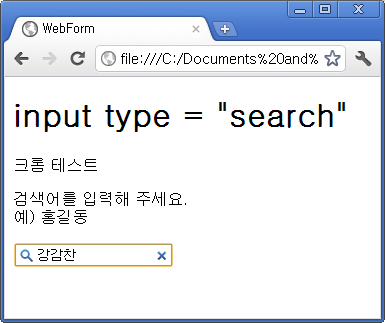 WebForm
file:///C:/Documents%20and%
input type = "search"
크롬 테스트
검색어를 입력해 주세요.
예) 홍길동
강감찬